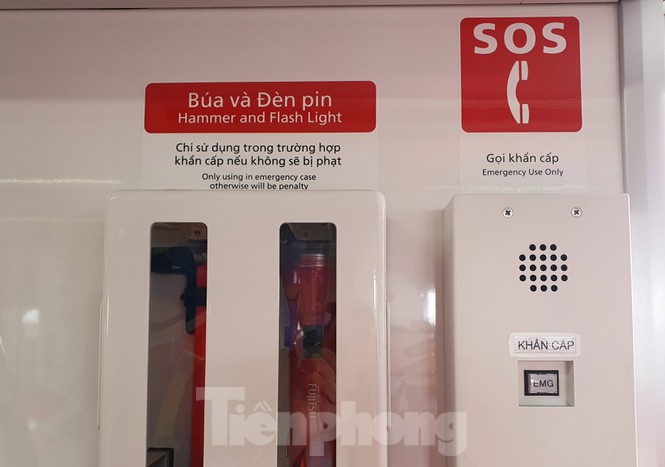 Búa và Đèn pin
Hammer and Flash Light
Chỉ sử dụng trong trường hợp
khẩn cấp nếu không sẽ bị phạt
Only using in emergency case
otherwise will be penalty
SOS
Gọi khẩn cấp
Emergency Use Only
KHẨN CẤP
EMG
FUJITSU
Tiềnphong